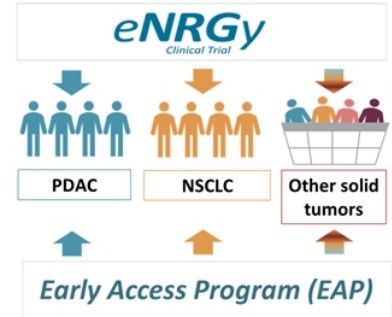 eNRGy
Clinical Trial
PDAC
NSCLC
Other solid
tumors
Early Access Program (EAP)